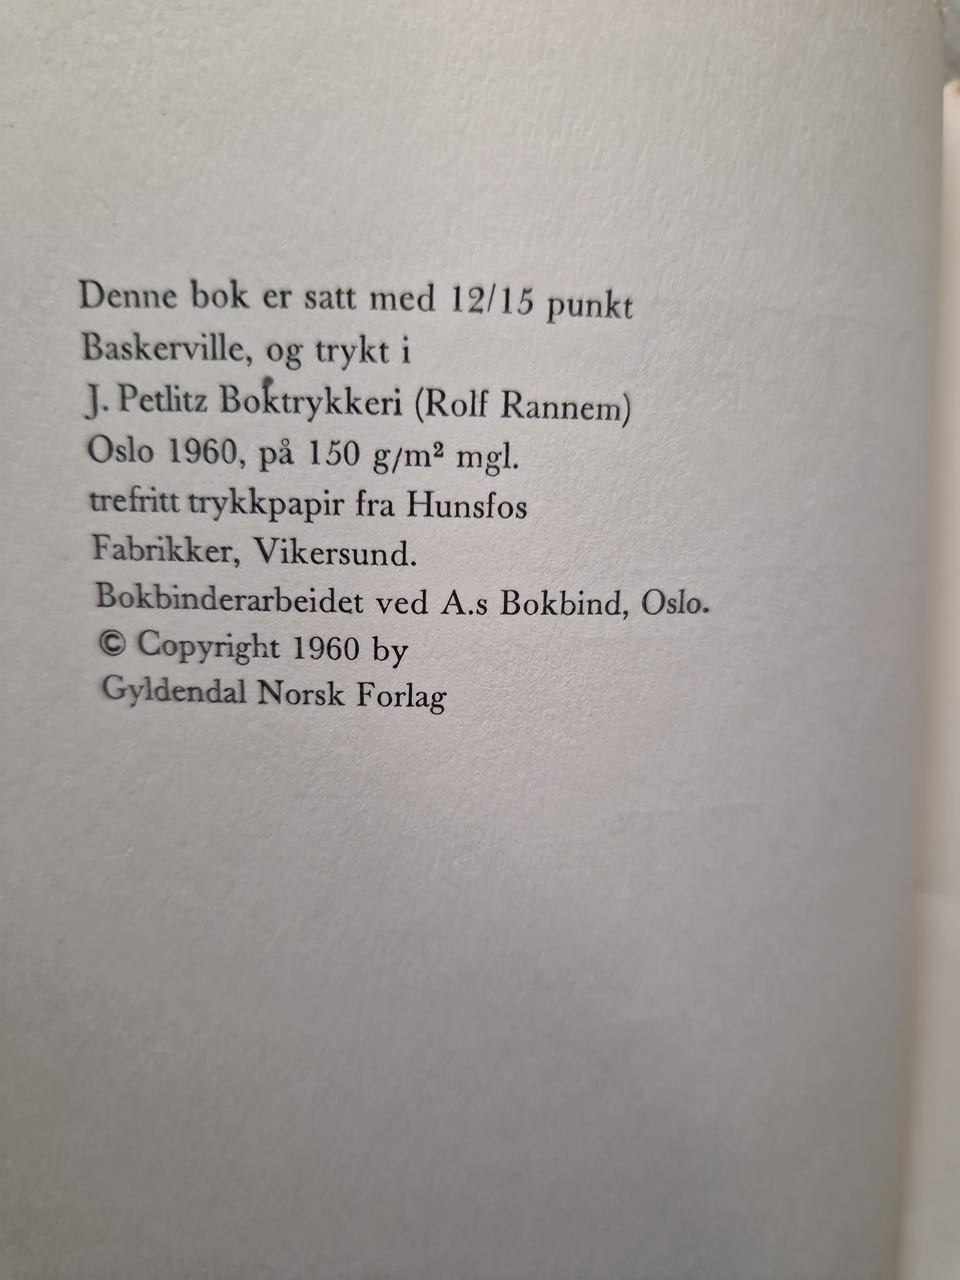 Denne bok er satt med 12/15 punkt
Baskerville, og trykt i
J. Petlitz Boktrykkeri (Rolf Rannem)
Oslo 1960, på 150 g/m² mgl.
trefritt trykkpapir fra Hunsfos
Fabrikker, Vikersund.
Bokbinderarbeidet ved A.s Bokbind, Oslo.
© Copyright 1960 by
Gyldendal Norsk Forlag